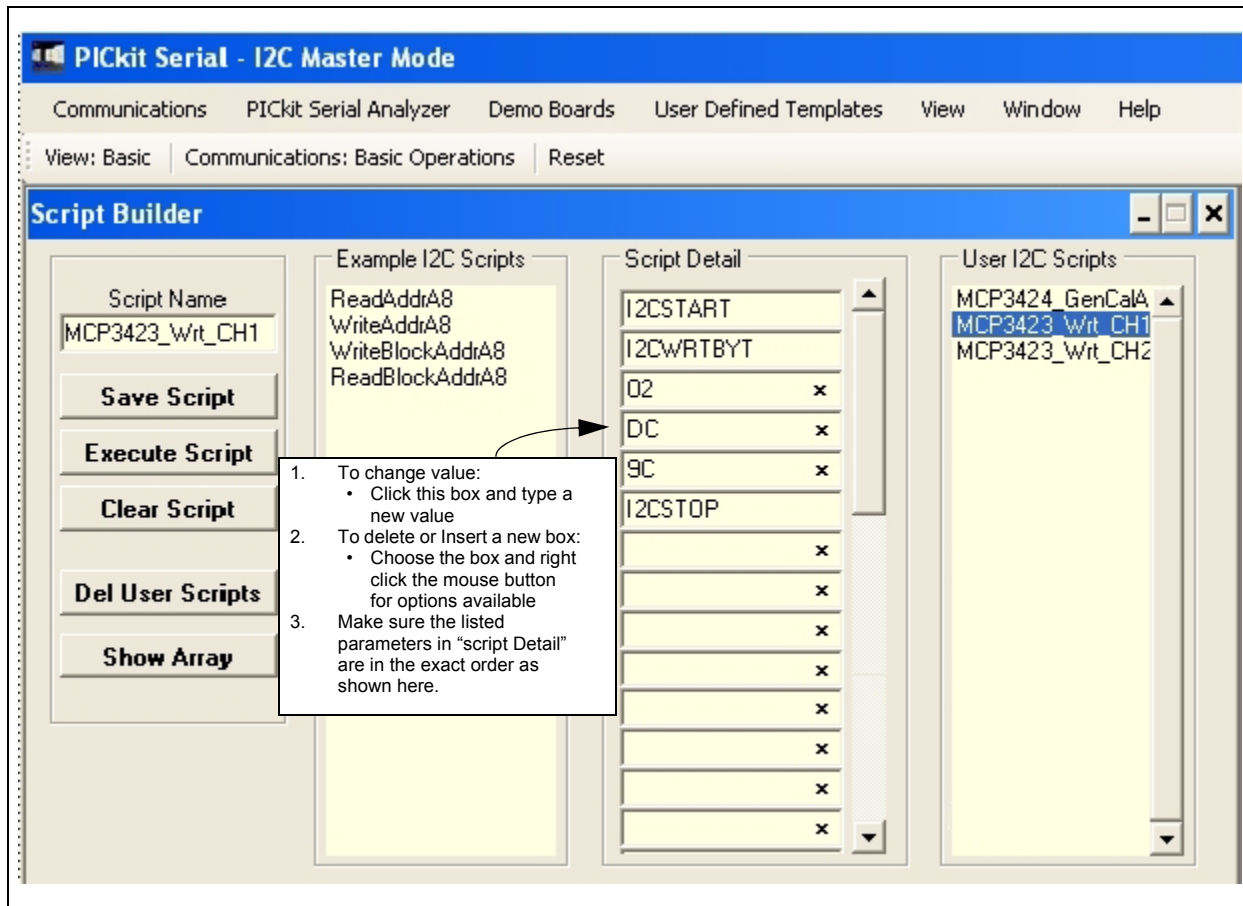 PICkit Serial - I2C Master Mode
Communications PICkit Serial Analyzer Demo Boards User Defined Templates View Window Help
View: Basic Communications: Basic Operations Reset
Script Builder
Script Name
MCP3423_Wrt_CH1
Save Script
Execute Script
Clear Script
Del User Scripts
Show Array
Example I2C Scripts
ReadAddrA8
WriteAddrA8
WriteBlockAddrA8
ReadBlockAddrA8
1. To change value:
• Click this box and type a
new value
2. To delete or Insert a new box:
• Choose the box and right
click the mouse button
for options available
3. Make sure the listed
parameters in “script Detail”
are in the exact order as
shown here.
Script Detail
I2CSTART
I2CWRTBYT
02 x
DC x
9C x
I2CSTOP
x
x
x
x
x
x
x
x
User I2C Scripts
MCP3424_GenCalA
MCP3423_Wrt_CH1
MCP3423_Wrt_CH2